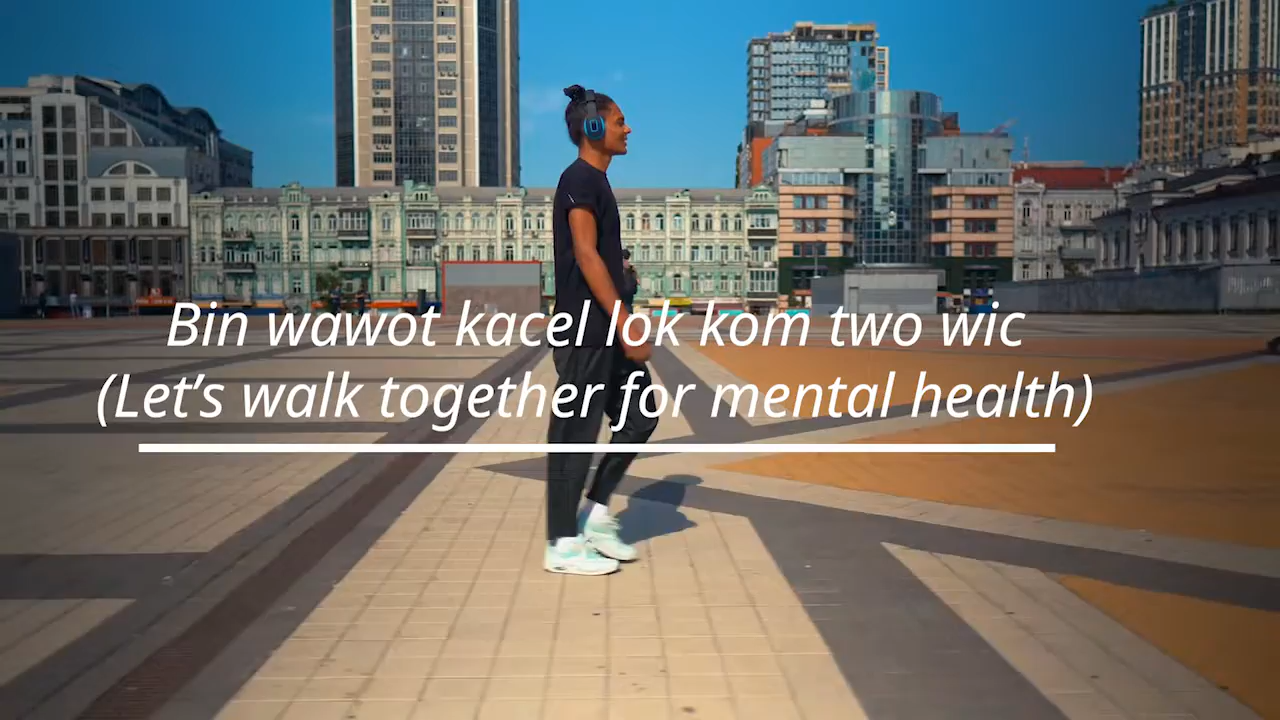 Bin wawot kacel lok kom two wic
(Let’s walk together for mental health)